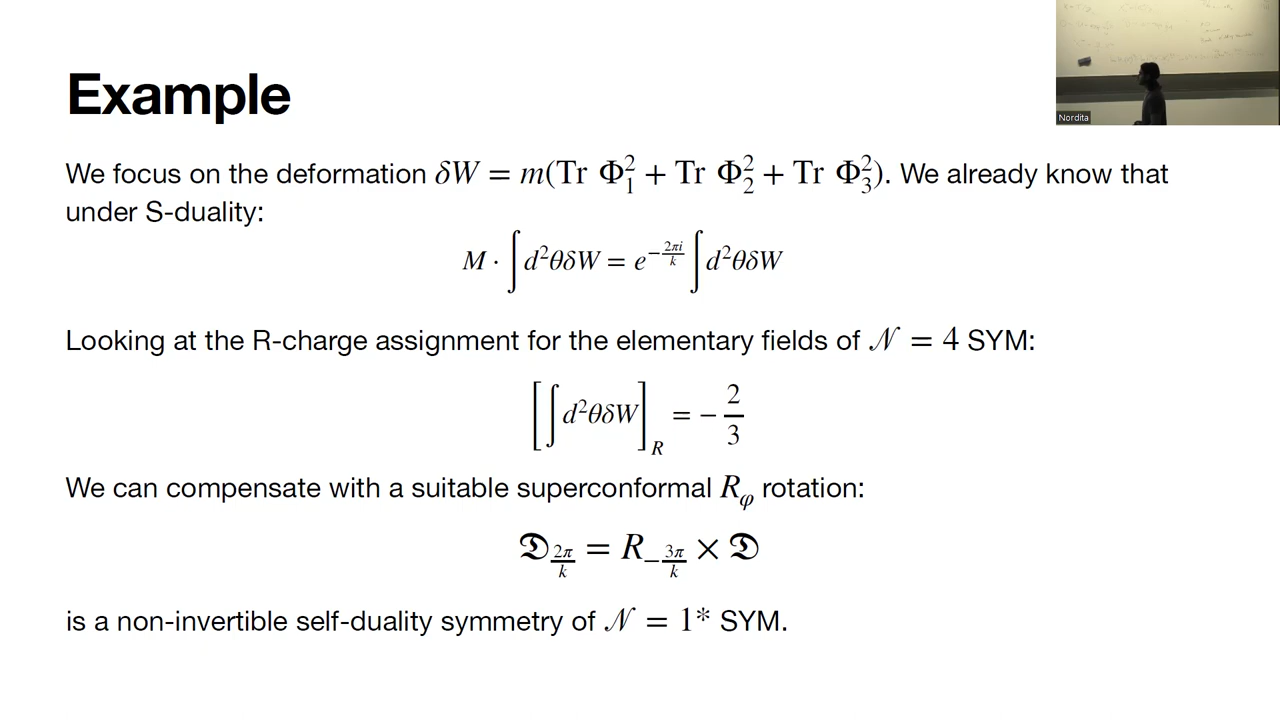 Example
We focus on the deformation δW = m(Tr Φ₁² + Tr Φ₂² + Tr Φ₃²). We already know that
under S-duality:
M · ∫ d²θδW = e^{−2πi/k} ∫ d²θδW
Looking at the R-charge assignment for the elementary fields of 𝒩 = 4 SYM:
[∫ d²θδW]_R = − 2/3
We can compensate with a suitable superconformal R_φ rotation:
𝕯_{2π/k} = R_{−3π/k} × 𝕯
is a non-invertible self-duality symmetry of 𝒩 = 1* SYM.
Nordita